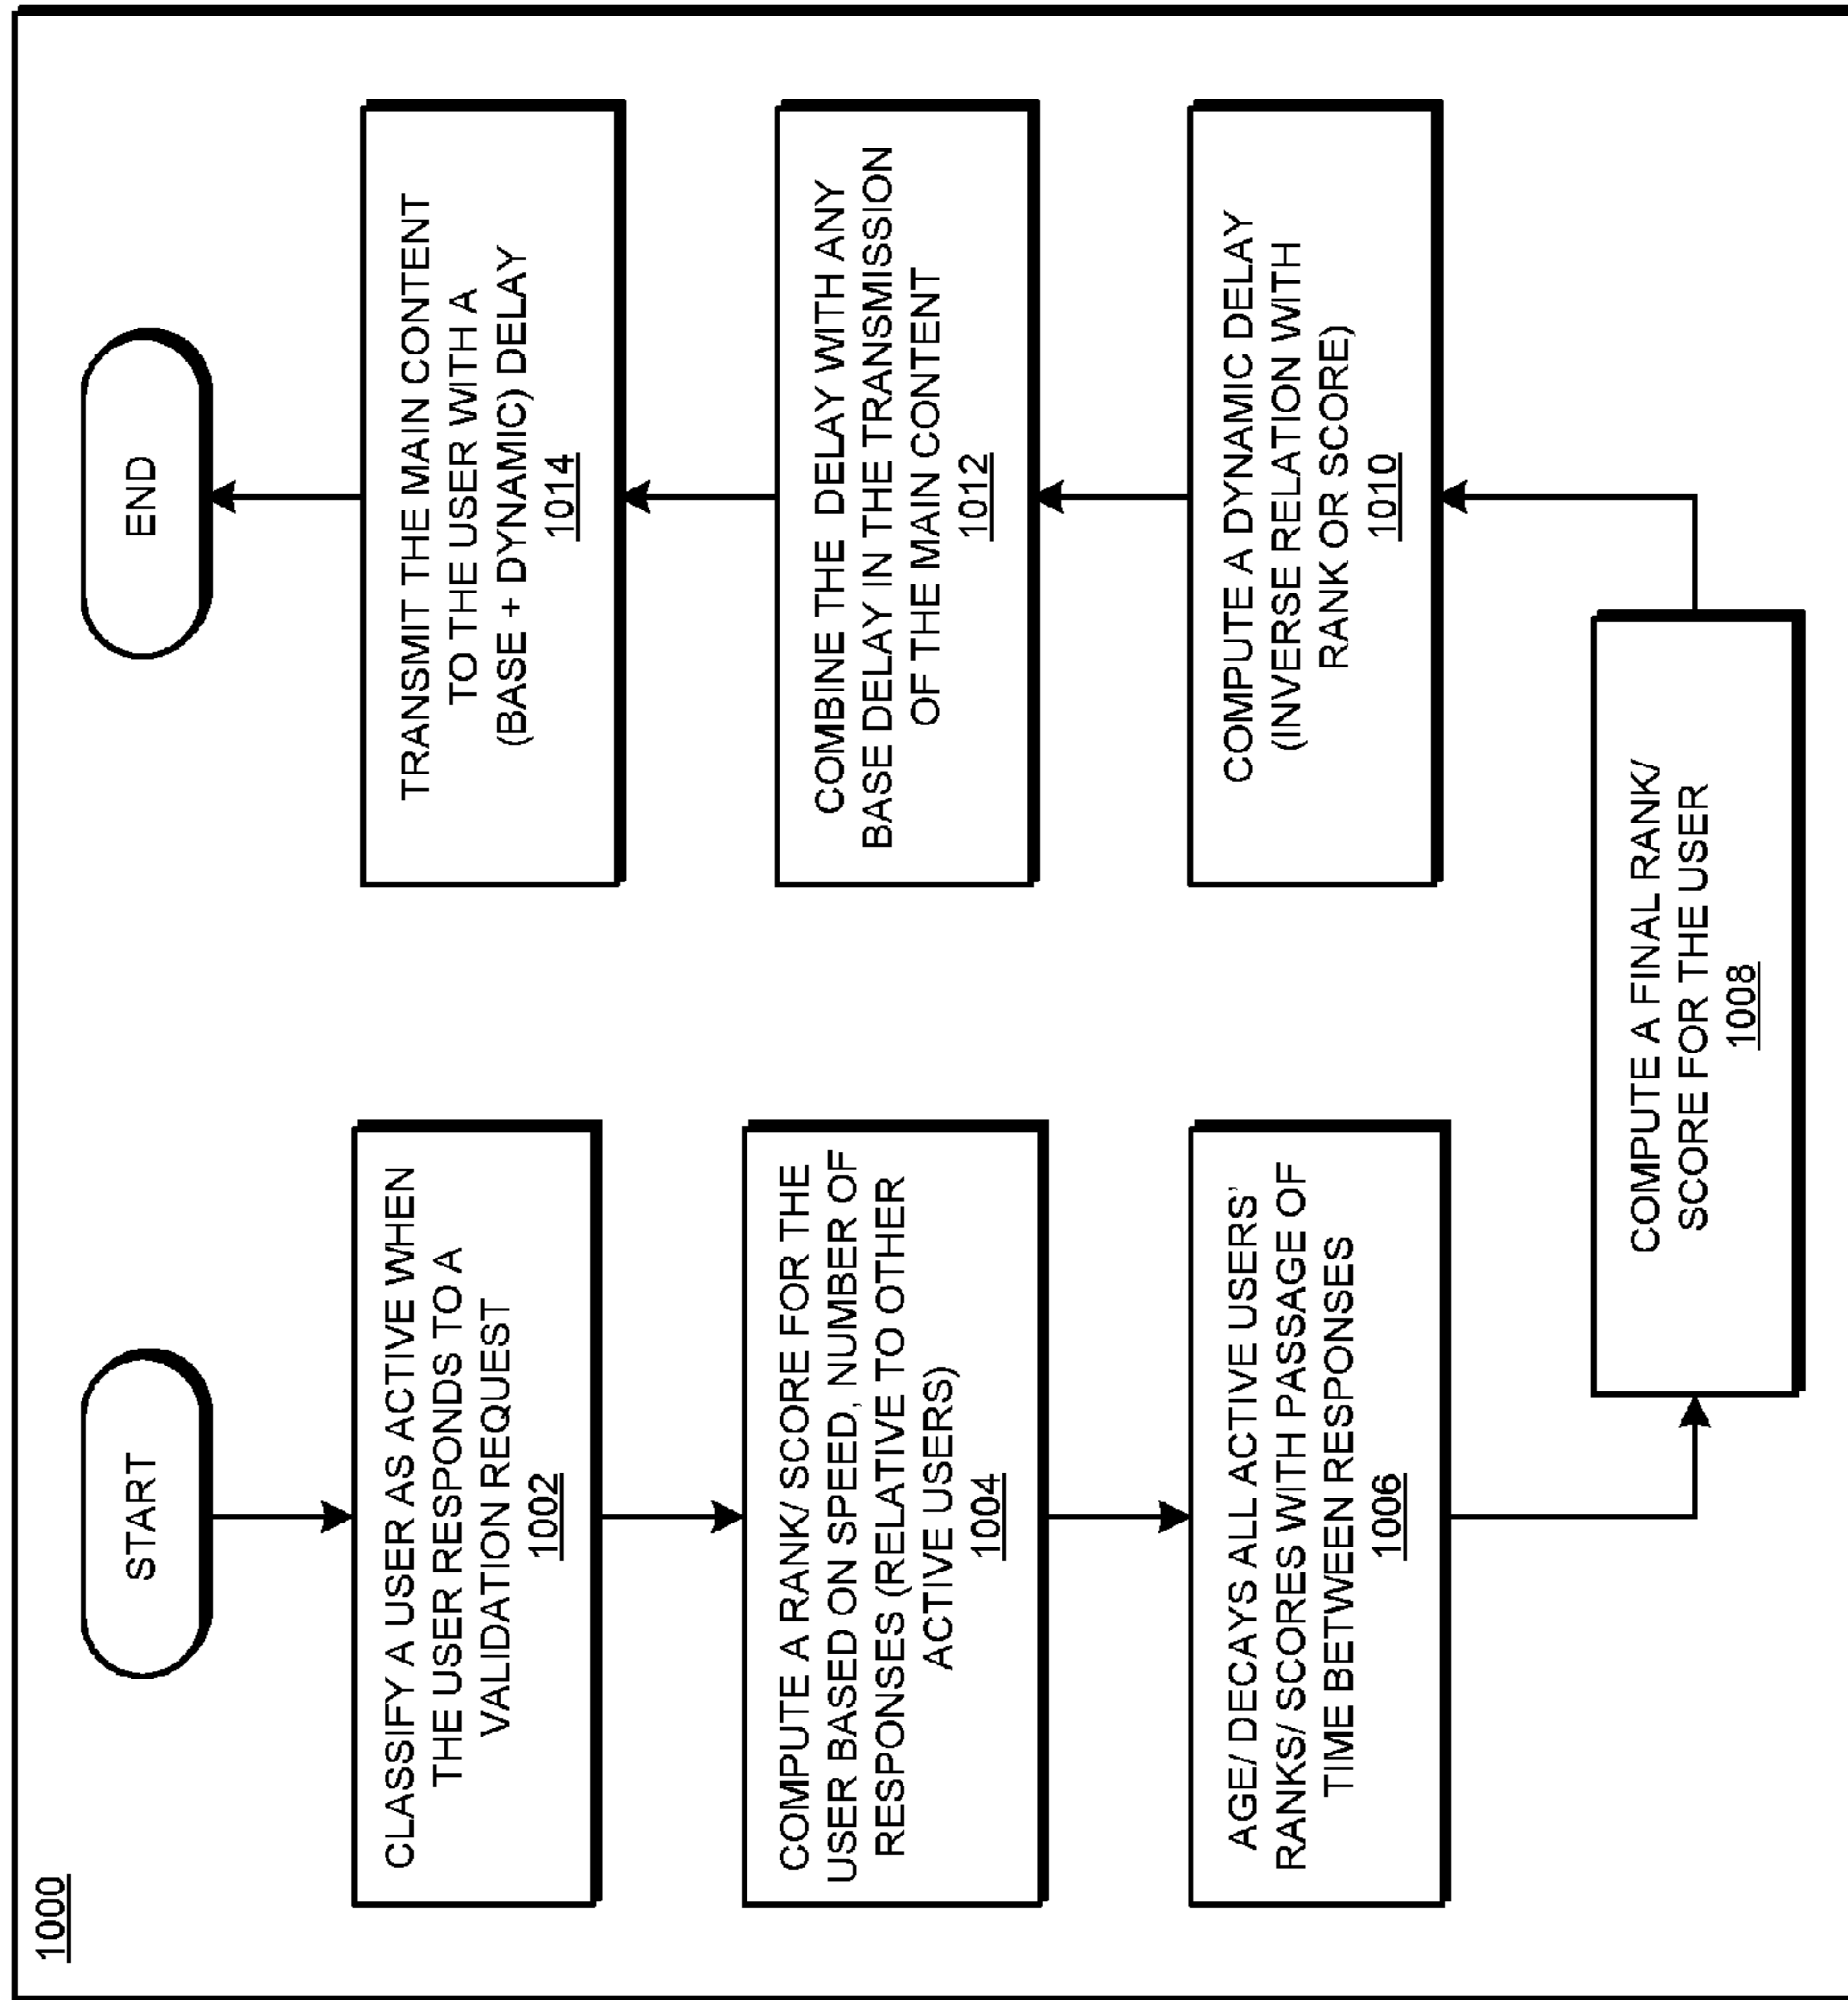 1000
START
CLASSIFY A USER AS ACTIVE WHEN
THE USER RESPONDS TO A
VALIDATION REQUEST
1002
COMPUTE A RANK/ SCORE FOR THE
USER BASED ON SPEED, NUMBER OF
RESPONSES (RELATIVE TO OTHER
ACTIVE USERS)
1004
AGE/ DECAYS ALL ACTIVE USERS'
RANKS/ SCORES WITH PASSAGE OF
TIME BETWEEN RESPONSES
1006
COMPUTE A FINAL RANK/
SCORE FOR THE USER
1008
COMPUTE A DYNAMIC DELAY
(INVERSE RELATION WITH
RANK OR SCORE)
1010
COMBINE THE DELAY WITH ANY
BASE DELAY IN THE TRANSMISSION
OF THE MAIN CONTENT
1012
TRANSMIT THE MAIN CONTENT
TO THE USER WITH A
(BASE + DYNAMIC) DELAY
1014
END